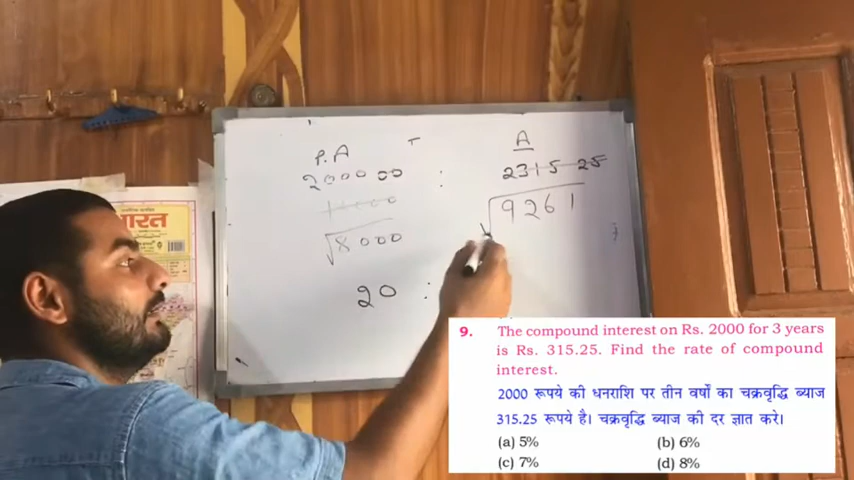 P.A A
200000 : 2315 25
√8000 √9261
20 :
9. The compound interest on Rs. 2000 for 3 years
is Rs. 315.25. Find the rate of compound
interest.
2000 रूपये की धनराशि पर तीन वर्षों का चक्रवृद्धि ब्याज
315.25 रूपये है। चक्रवृद्धि ब्याज की दर ज्ञात करे।
(a) 5% (b) 6%
(c) 7% (d) 8%